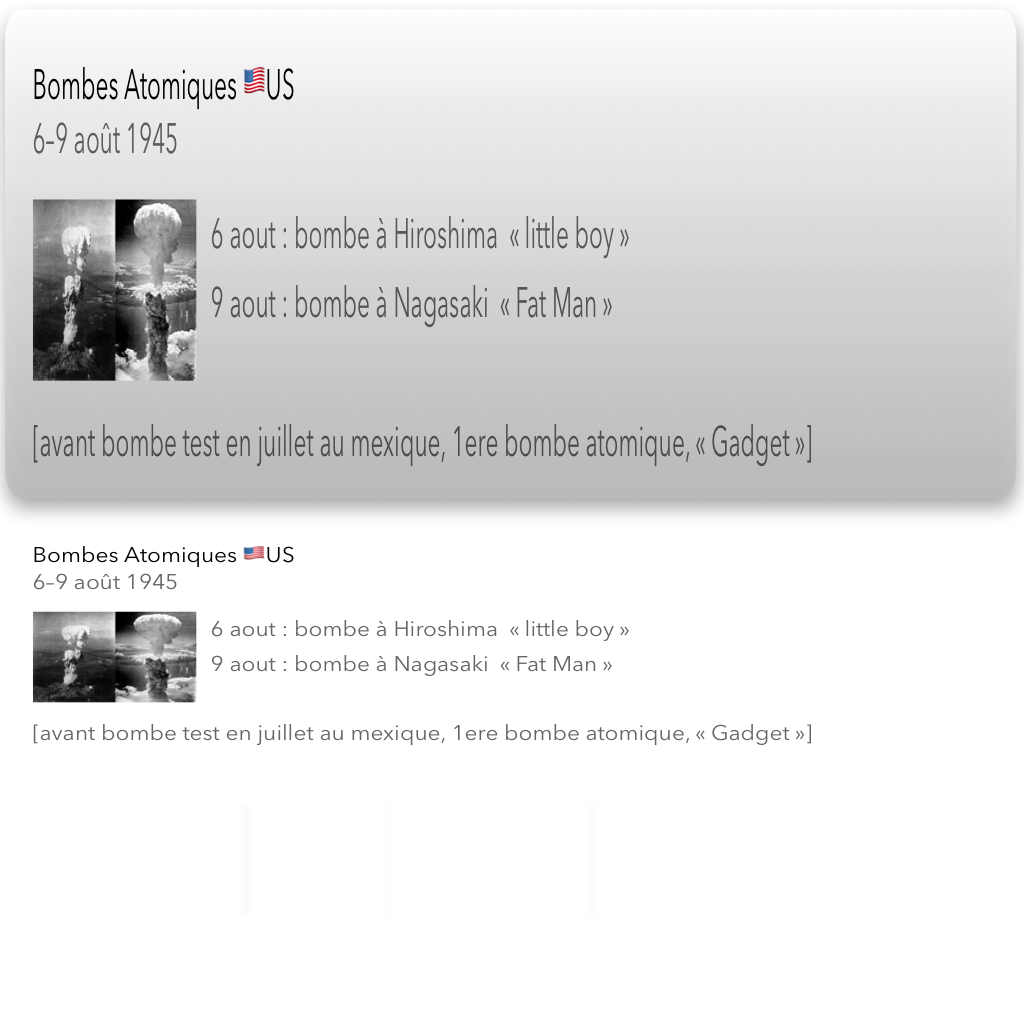 Bombes Atomiques 🇺🇸US
6–9 août 1945
6 aout : bombe à Hiroshima « little boy »
9 aout : bombe à Nagasaki « Fat Man »
[avant bombe test en juillet au mexique, 1ere bombe atomique, « Gadget »]
Bombes Atomiques 🇺🇸US
6–9 août 1945
6 aout : bombe à Hiroshima « little boy »
9 aout : bombe à Nagasaki « Fat Man »
[avant bombe test en juillet au mexique, 1ere bombe atomique, « Gadget »]